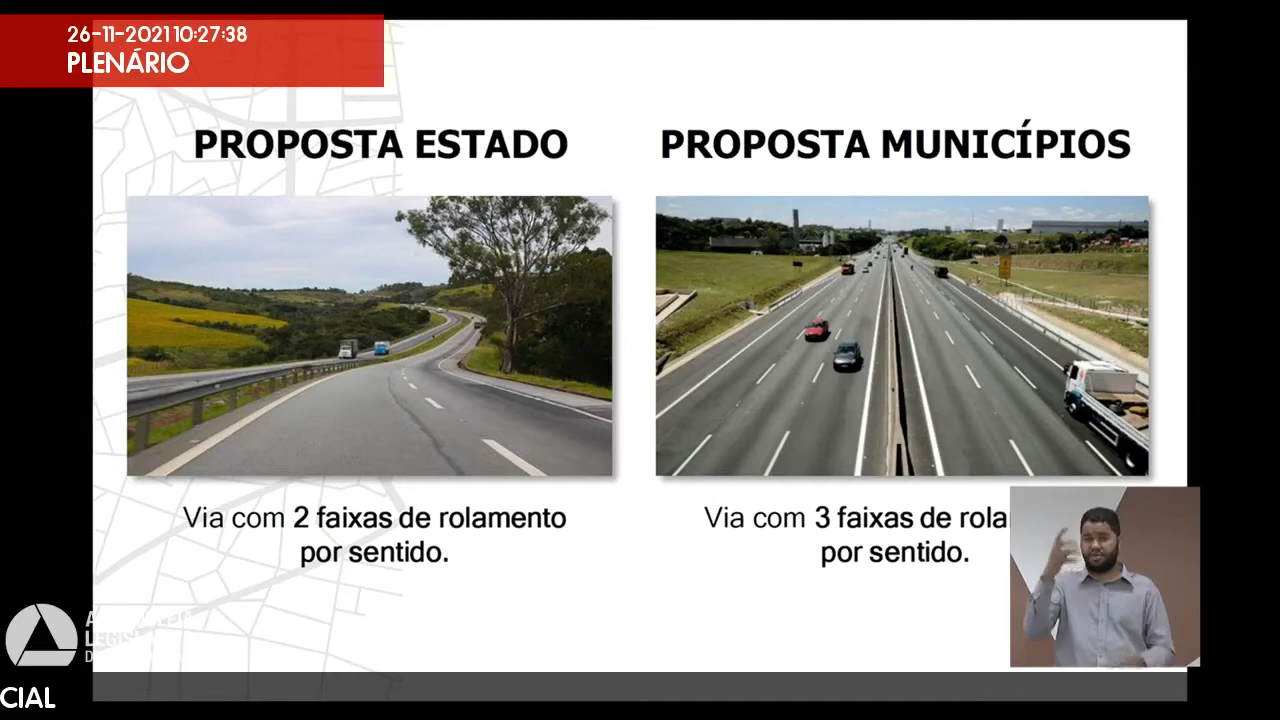 26-11-2021 10:27:38
PLENÁRIO
PROPOSTA ESTADO
PROPOSTA MUNICÍPIOS
Via com 2 faixas de rolamento
por sentido.
Via com 3 faixas de rola
por sentido.
CIAL